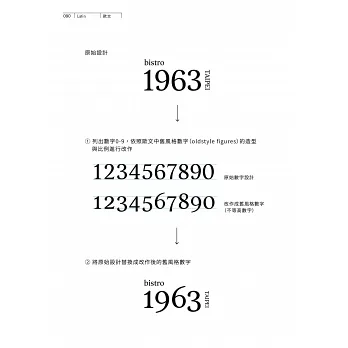 090
Latin
歐文
原始設計
bistro
1963 TAIPEI
① 列出數字0-9，依照歐文中舊風格數字（oldstyle figures）的造型
與比例進行改作
1234567890 原始數字設計
1234567890 改作成舊風格數字
（不等高數字）
② 將原始設計替換成改作後的舊風格數字
bistro
1963 TAIPEI